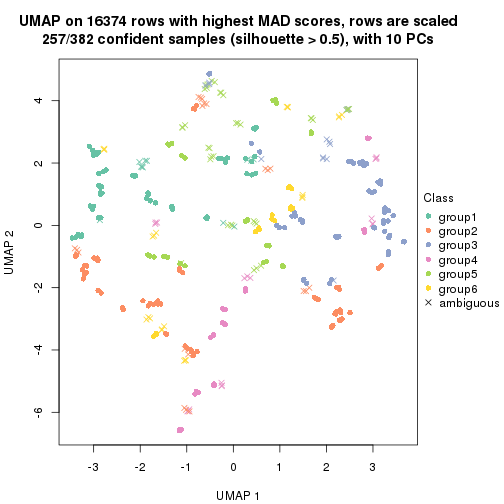 UMAP on 16374 rows with highest MAD scores, rows are scaled
257/382 confident samples (silhouette > 0.5), with 10 PCs
UMAP 2
4
2
0
-2
-4
-6
-3
-2
-1
0
1
2
3
UMAP 1
Class
group1
group2
group3
group4
group5
group6
ambiguous